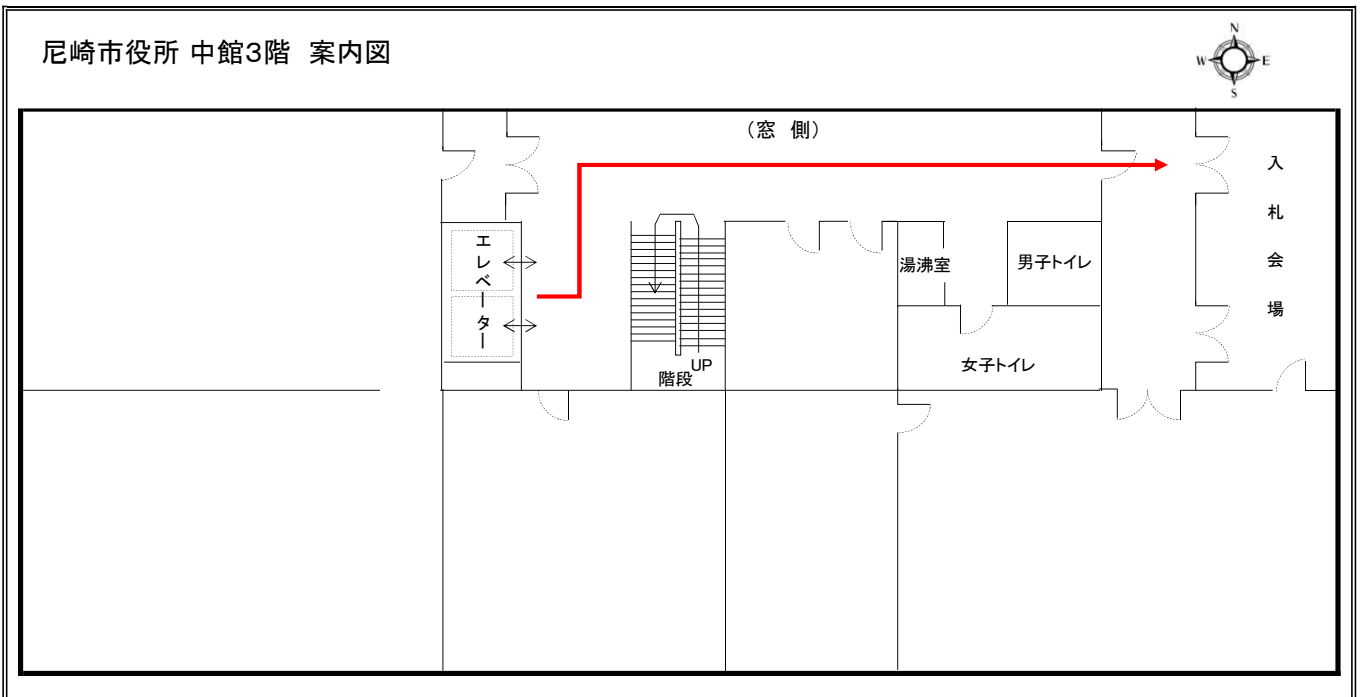 尼崎市役所 中館3階 案内図
N
W
E
S
（窓 側）
入札会場
エレベーター
湯沸室
男子トイレ
女子トイレ
UP
階段